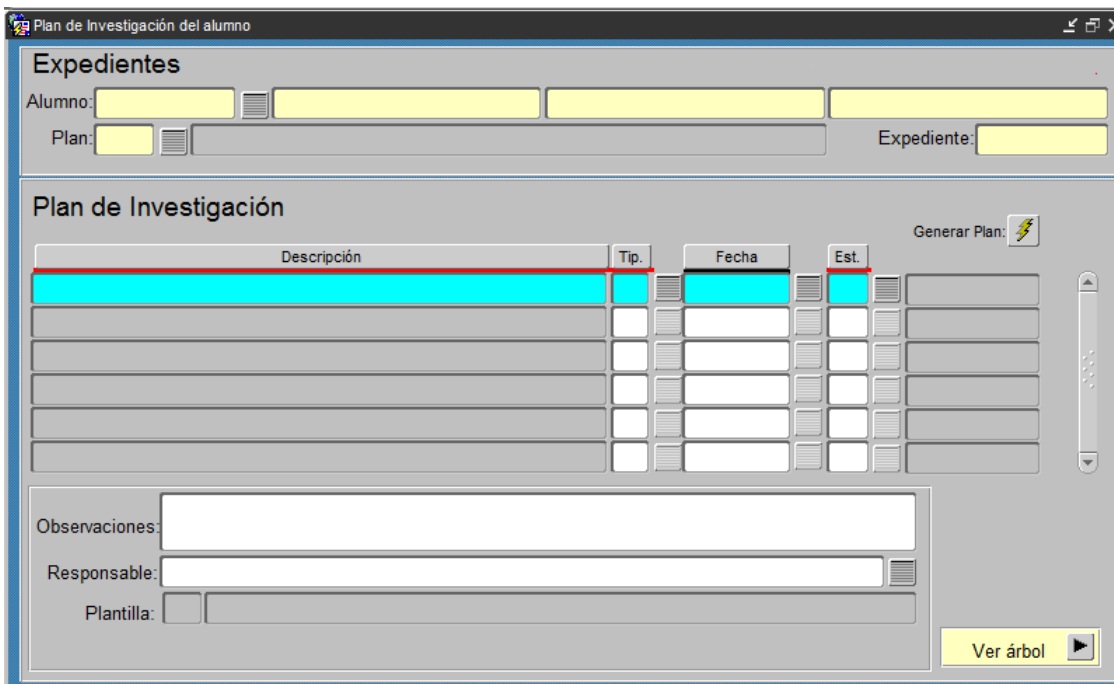 Plan de Investigación del alumno
Expedientes
Alumno:
Plan:
Expediente:
Plan de Investigación
Generar Plan:
Descripción Tip. Fecha Est.
Observaciones:
Responsable:
Plantilla:
Ver árbol